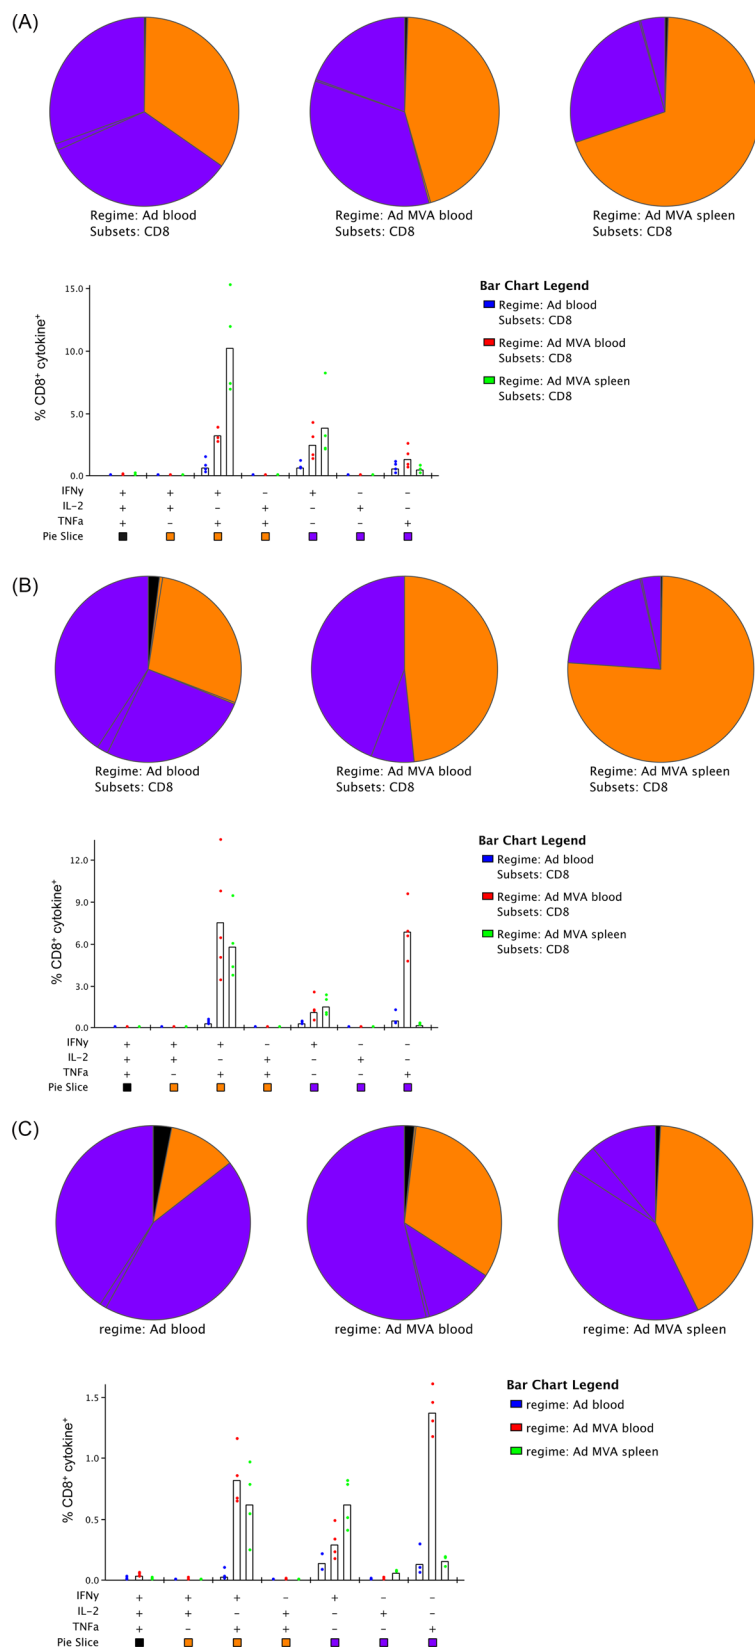 (A)
Regime: Ad blood
Subsets: CD8
Regime: Ad MVA blood
Subsets: CD8
Regime: Ad MVA spleen
Subsets: CD8
% CD8+ cytokine+
15.0
10.0
5.0
0.0
Bar Chart Legend
Regime: Ad blood
Subsets: CD8
Regime: Ad MVA blood
Subsets: CD8
Regime: Ad MVA spleen
Subsets: CD8
IFNy + + + - + - -
IL-2 + + - + - + -
TNFa + - + + - - +
Pie Slice
(B)
Regime: Ad blood
Subsets: CD8
Regime: Ad MVA blood
Subsets: CD8
Regime: Ad MVA spleen
Subsets: CD8
% CD8+ cytokine+
12.0
9.0
6.0
3.0
0.0
Bar Chart Legend
Regime: Ad blood
Subsets: CD8
Regime: Ad MVA blood
Subsets: CD8
Regime: Ad MVA spleen
Subsets: CD8
IFNy + + + - + - -
IL-2 + + - + - + -
TNFa + - + + - - +
Pie Slice
(C)
regime: Ad blood
regime: Ad MVA blood
regime: Ad MVA spleen
% CD8+ cytokine+
1.5
1.0
0.5
0.0
Bar Chart Legend
regime: Ad blood
regime: Ad MVA blood
regime: Ad MVA spleen
IFNy + + + - + - -
IL-2 + + - + - + -
TNFa + - + + - - +
Pie Slice